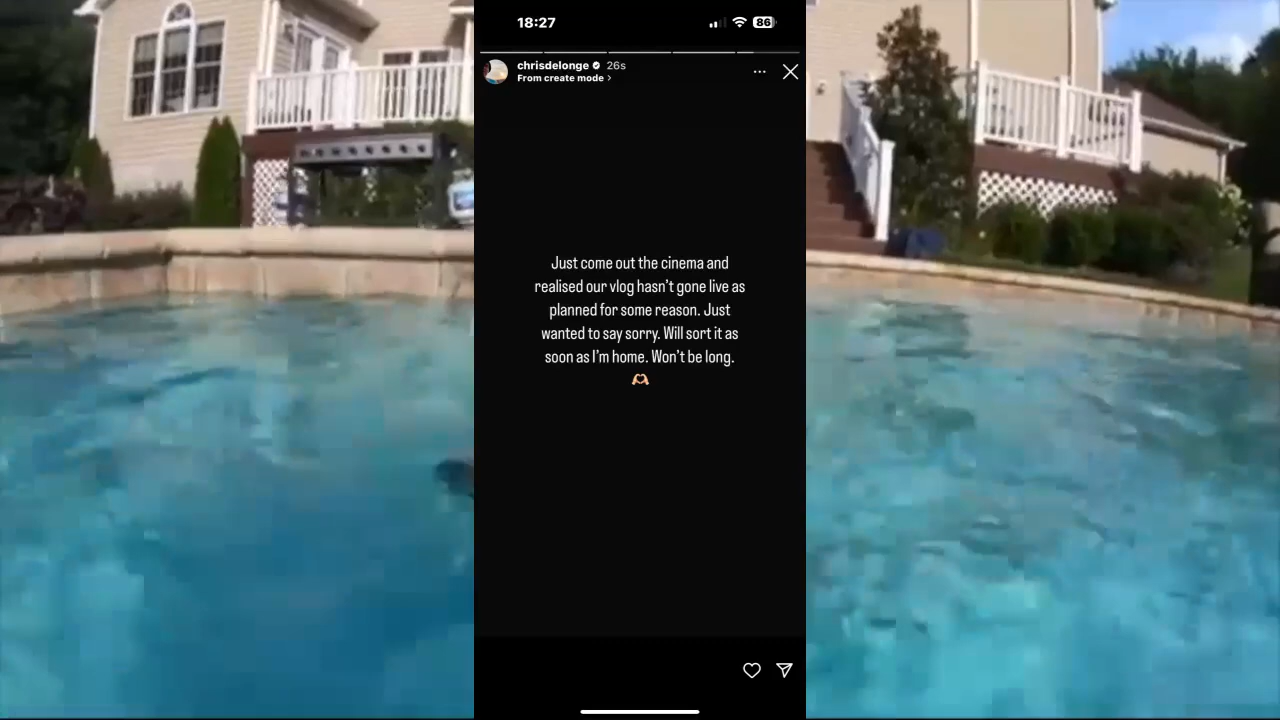 18:27
86
chrisdelonge 26s
From create mode
Just come out the cinema and
realised our vlog hasn't gone live as
planned for some reason. Just
wanted to say sorry. Will sort it as
soon as I'm home. Won't be long.
🫶🏼